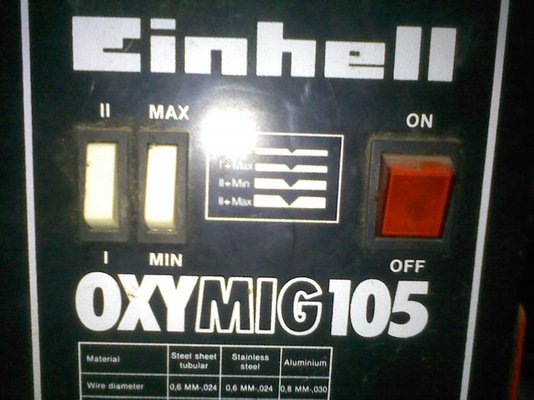 Einhell
II MAX
ON
I+Max
II+Min
II+Max
I MIN
OFF
OXYMIG105
Material Steel sheet tubular Stainless steel Aluminium
Wire diameter 0,6 MM-.024 0,6 MM-.024 0,8 MM-.030